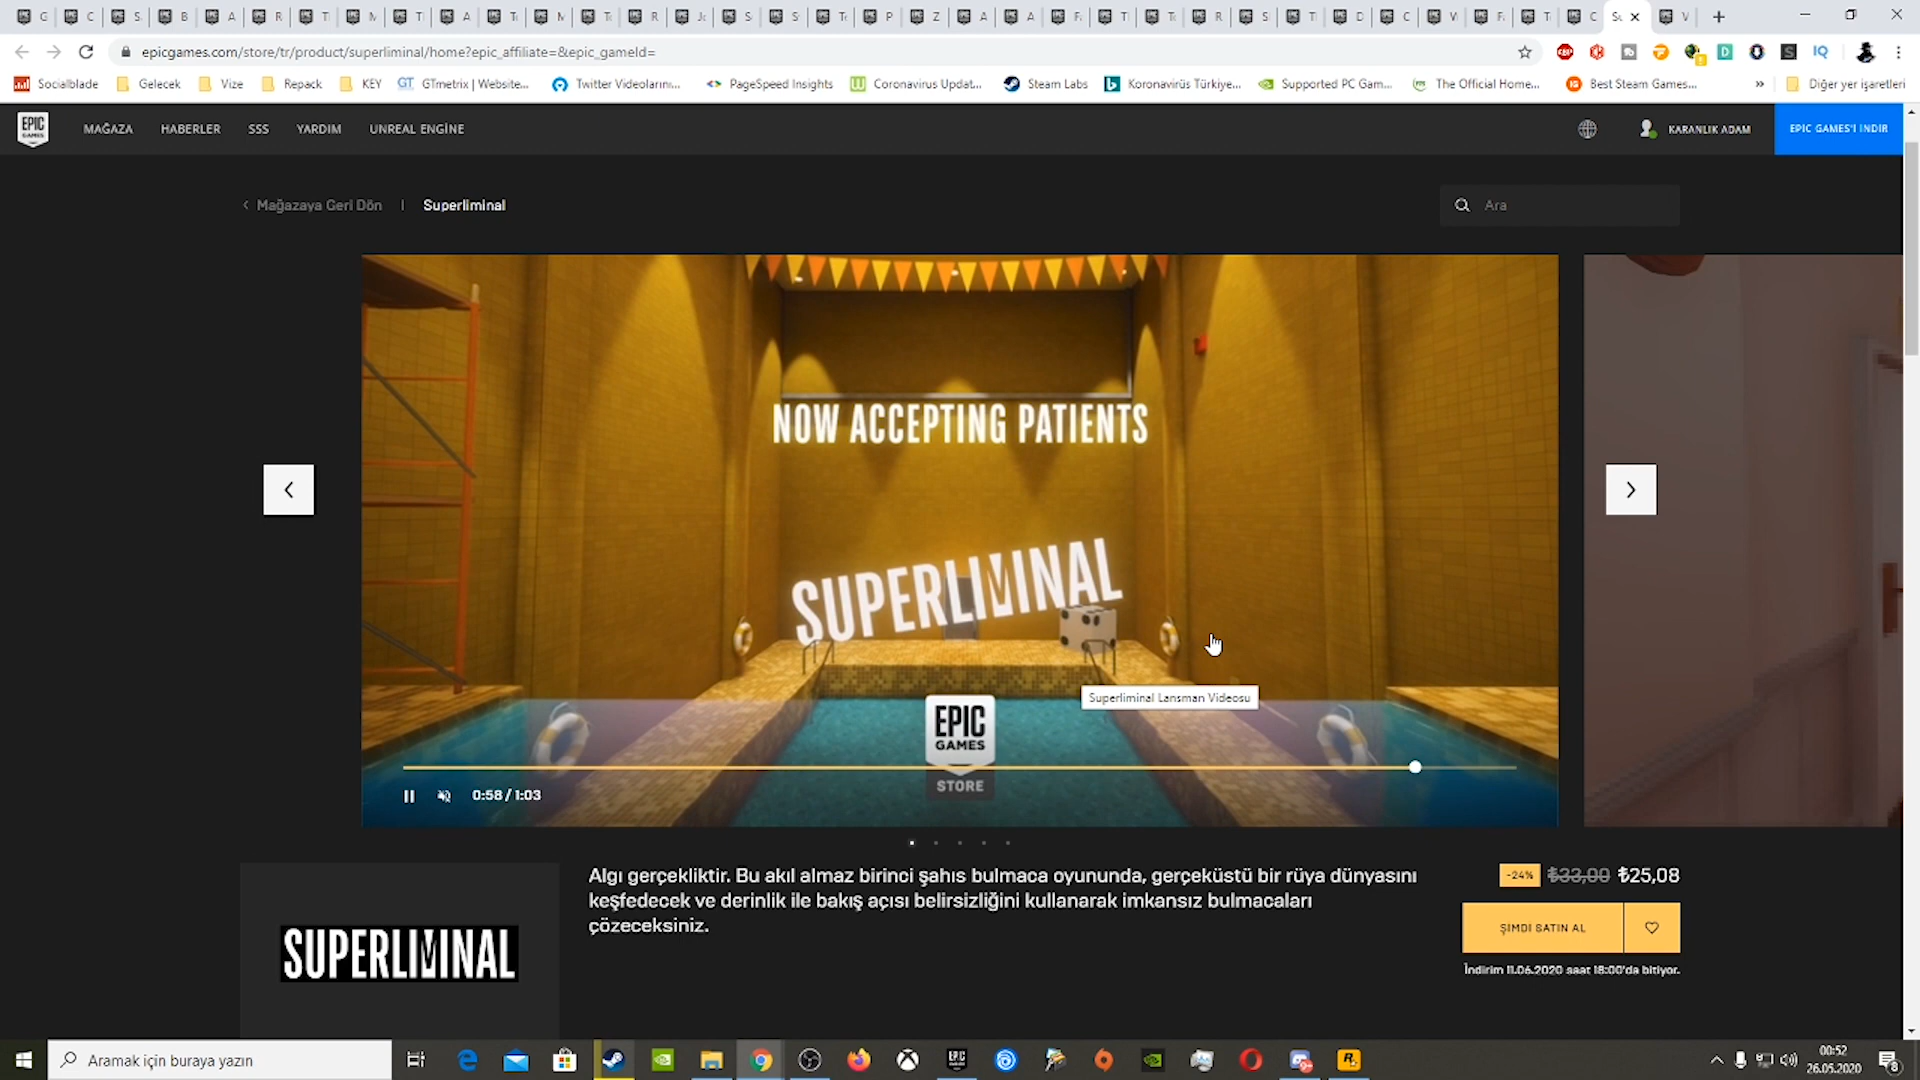 epicgames.com/store/tr/product/superliminal/home?epic_affiliate=&epic_gameId=
Socialblade
Gelecek
Vize
Repack
KEY
GTmetrix | Website...
Twitter Videolarını...
PageSpeed Insights
Coronavirus Updat...
Steam Labs
Koronavirüs Türkiye...
Supported PC Gam...
The Official Home...
Best Steam Games...
»
Diğer yer işaretleri
EPIC GAMES
MAĞAZA
HABERLER
SSS
YARDIM
UNREAL ENGİNE
KARANLIK ADAM
EPIC GAMES'I INDIR
Mağazaya Geri Dön | Superliminal
Ara
NOW ACCEPTING PATIENTS
SUPERLIMINAL
Superliminal Lansman Videosu
EPIC
GAMES
STORE
0:58 / 1:03
Algı gerçekliktir. Bu akıl almaz birinci şahıs bulmaca oyununda, gerçeküstü bir rüya dünyasını
keşfedecek ve derinlik ile bakış açısı belirsizliğini kullanarak imkansız bulmacaları
çözeceksiniz.
-24% ₺33,00 ₺25,08
ŞIMDI SATIN AL
İndirim 11.06.2020 saat 18:00'da bitiyor.
SUPERLIMINAL
Aramak için buraya yazın
00:52
26.05.2020
8